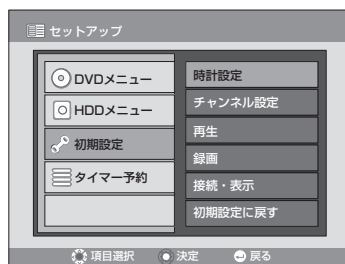 セットアップ
DVDメニュー
HDDメニュー
初期設定
タイマー予約
時計設定
チャンネル設定
再生
録画
接続・表示
初期設定に戻す
項目選択 決定 戻る